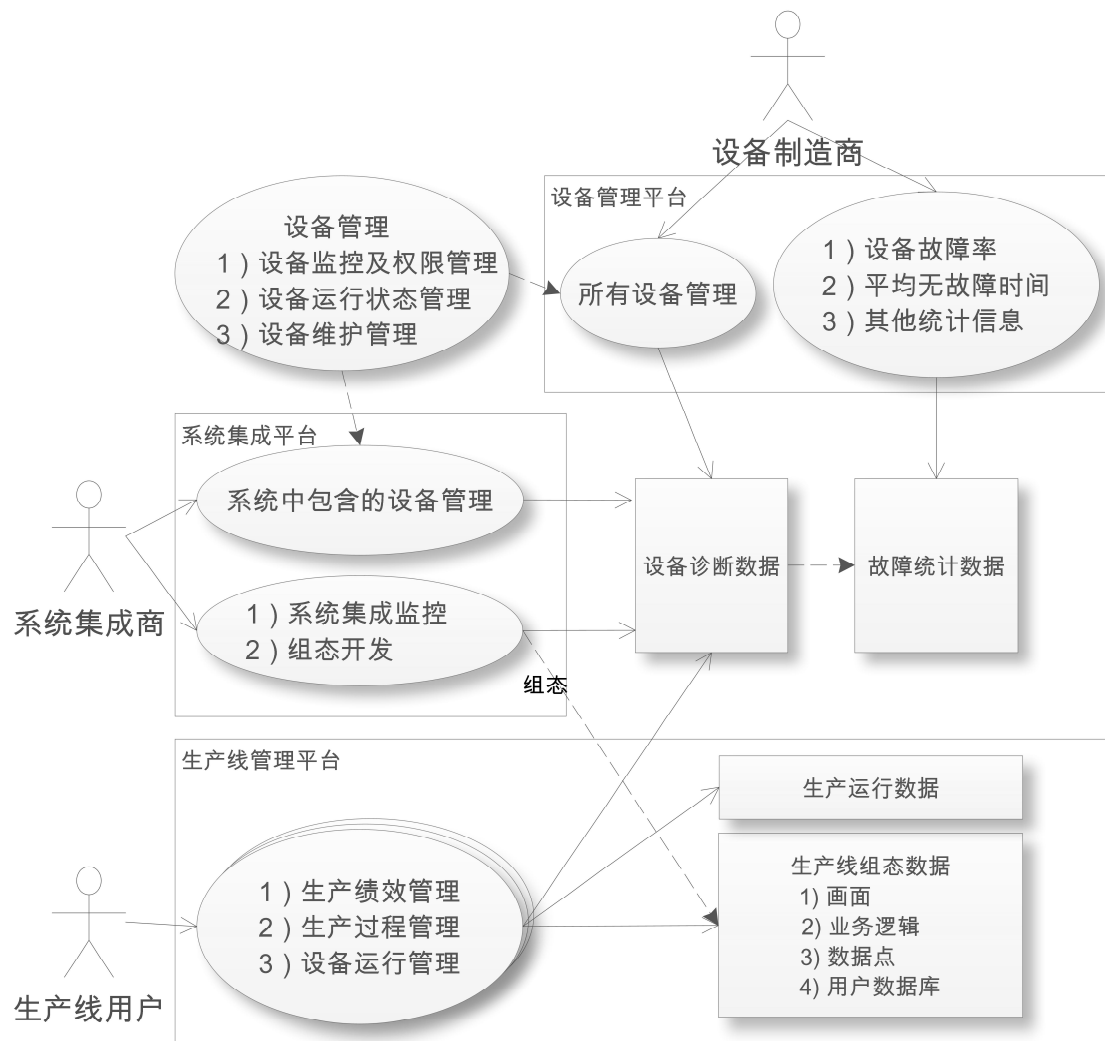 设备制造商
设备管理平台
设备管理
1）设备监控及权限管理
2）设备运行状态管理
3）设备维护管理
所有设备管理
1）设备故障率
2）平均无故障时间
3）其他统计信息
系统集成平台
系统中包含的设备管理
系统集成商
1）系统集成监控
2）组态开发
设备诊断数据
故障统计数据
组态
生产线管理平台
生产运行数据
生产线用户
1）生产绩效管理
2）生产过程管理
3）设备运行管理
生产线组态数据
1) 画面
2) 业务逻辑
3) 数据点
4) 用户数据库